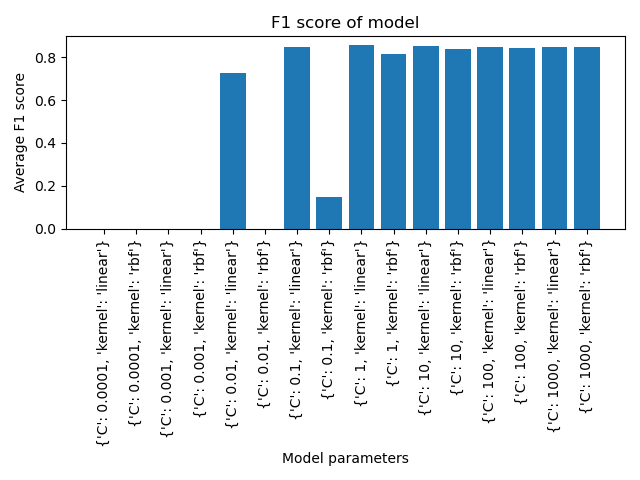 F1 score of model
Average F1 score
0.8
0.6
0.4
0.2
0.0
{'C': 0.0001, 'kernel': 'linear'}
{'C': 0.0001, 'kernel': 'rbf'}
{'C': 0.001, 'kernel': 'linear'}
{'C': 0.001, 'kernel': 'rbf'}
{'C': 0.01, 'kernel': 'linear'}
{'C': 0.01, 'kernel': 'rbf'}
{'C': 0.1, 'kernel': 'linear'}
{'C': 0.1, 'kernel': 'rbf'}
{'C': 1, 'kernel': 'linear'}
{'C': 1, 'kernel': 'rbf'}
{'C': 10, 'kernel': 'linear'}
{'C': 10, 'kernel': 'rbf'}
{'C': 100, 'kernel': 'linear'}
{'C': 100, 'kernel': 'rbf'}
{'C': 1000, 'kernel': 'linear'}
{'C': 1000, 'kernel': 'rbf'}
Model parameters